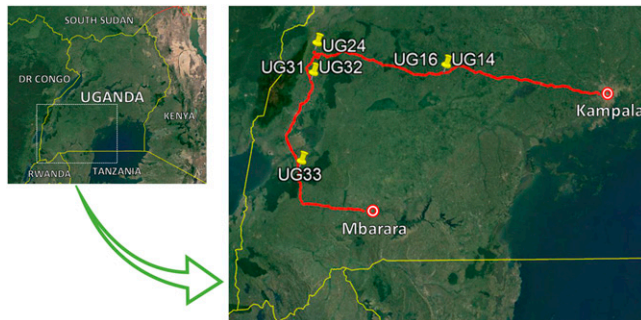 SOUTH SUDAN
DR CONGO
UGANDA
KENYA
RWANDA
TANZANIA
UG24
UG31 UG32
UG16 UG14
Kampala
UG33
Mbarara